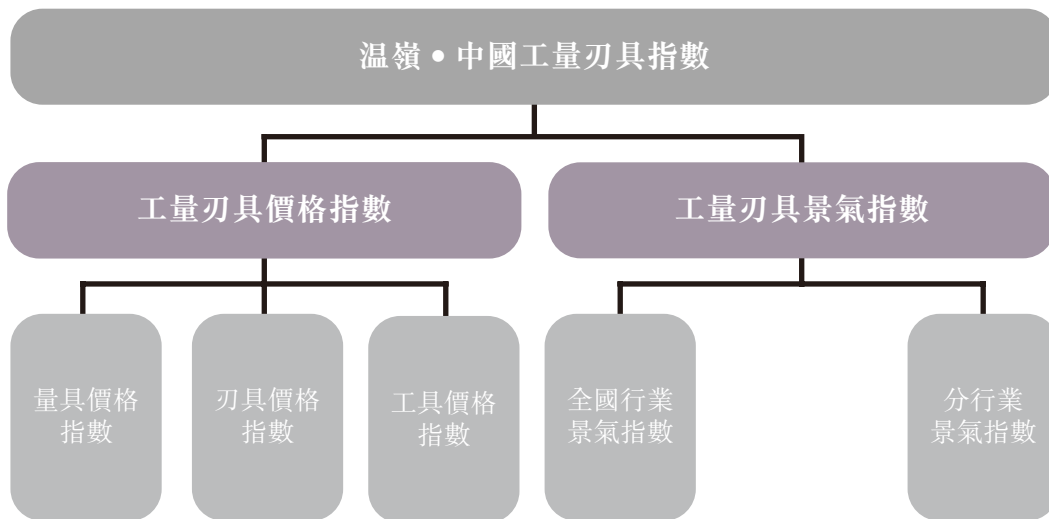 温嶺•中國工量刃具指數
工量刃具價格指數
工量刃具景氣指數
量具價格
指數
刃具價格
指數
工具價格
指數
全國行業
景氣指數
分行業
景氣指數